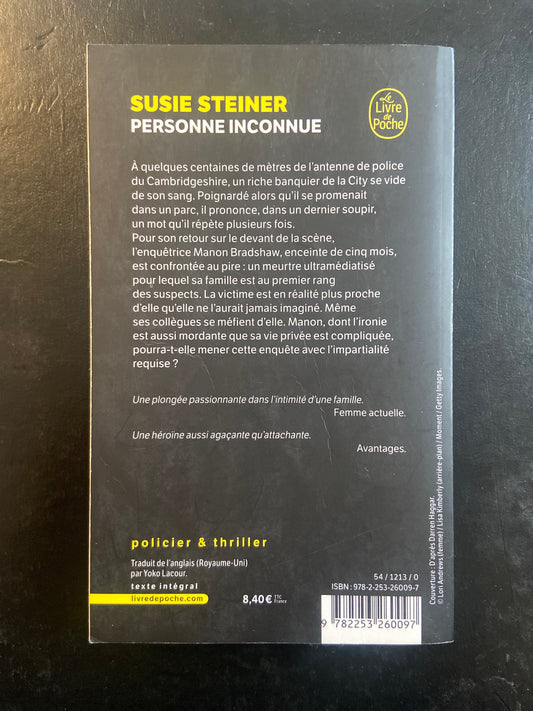 SUSIE STEINER
PERSONNE INCONNUE
Le
Livre
de
Poche
À quelques centaines de mètres de l'antenne de police
du Cambridgeshire, un riche banquier de la City se vide
de son sang. Poignardé alors qu'il se promenait
dans un parc, il prononce, dans un dernier soupir,
un mot qu'il répète plusieurs fois.
Pour son retour sur le devant de la scène,
l'enquêtrice Manon Bradshaw, enceinte de cinq mois,
est confrontée au pire : un meurtre ultramédiatisé
pour lequel sa famille est au premier rang
des suspects. La victime est en réalité plus proche
d'elle qu'elle ne l'aurait jamais imaginé. Même
ses collègues se méfient d'elle. Manon, dont l'ironie
est aussi mordante que sa vie privée est compliquée,
pourra-t-elle mener cette enquête avec l'impartialité
requise ?
Une plongée passionnante dans l'intimité d'une famille.
Femme actuelle.
Une héroïne aussi agaçante qu'attachante.
Avantages.
policier & thriller
Traduit de l'anglais (Royaume-Uni)
par Yoko Lacour.
texte intégral
livredepoche.com
8,40 € TTC
France
54 / 1213 / 0
ISBN : 978-2-253-26009-7
9 782253 260097
Couverture : D'après Darren Haggar.
© Lori Andrews (femme) / Lisa Kimberly (arrière-plan) / Moment / Getty Images.